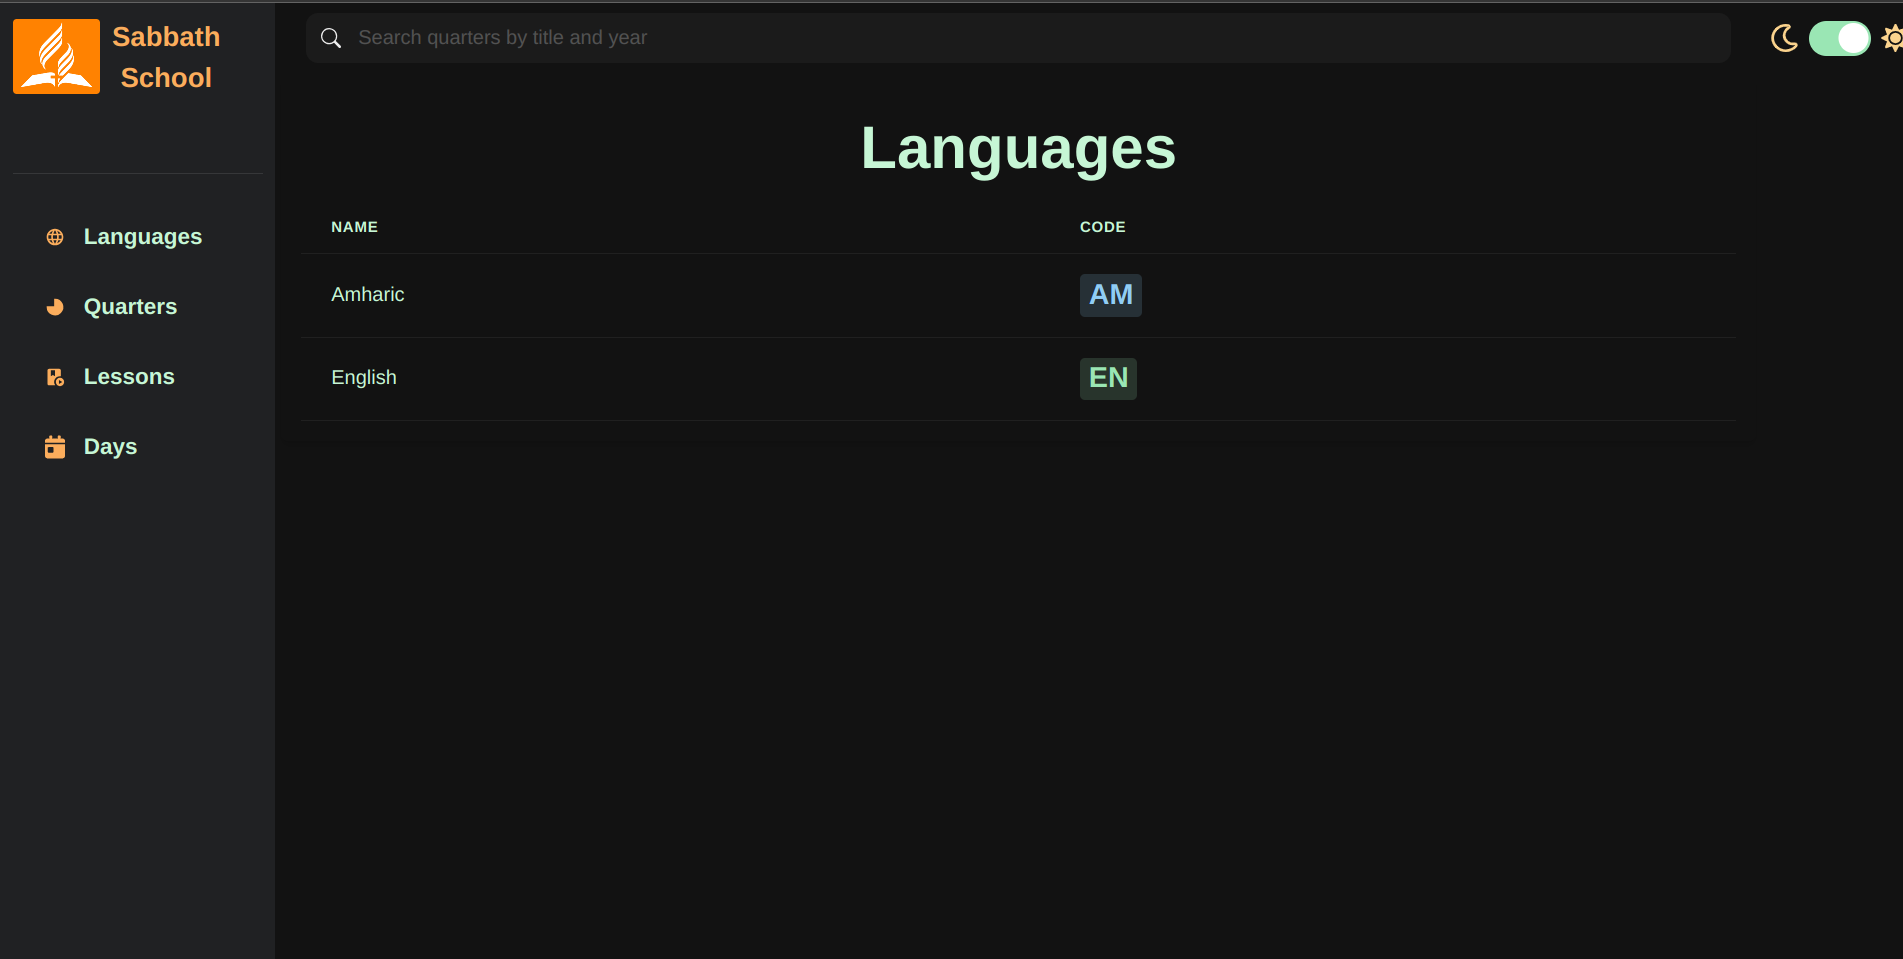 Sabbath
School
Search quarters by title and year
Languages
Quarters
Lessons
Days
Languages
NAME CODE
Amharic AM
English EN